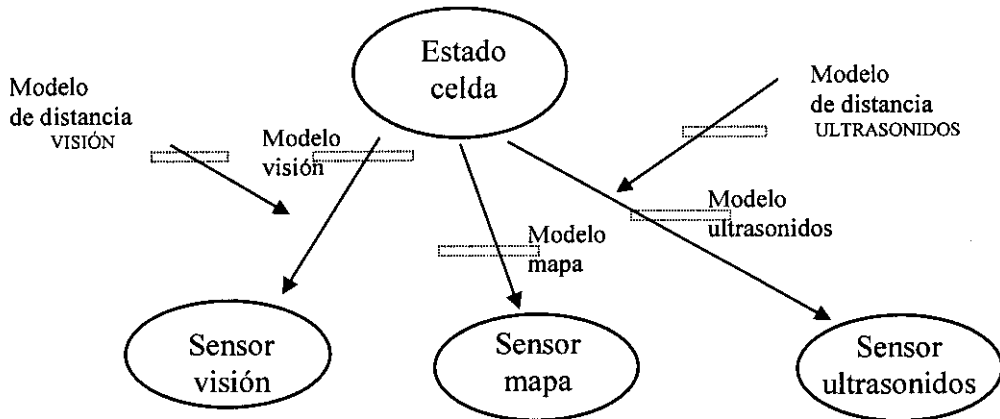 Estado
celda
Modelo
de distancia
VISIÓN
Modelo
visión
Modelo
de distancia
ULTRASONIDOS
Modelo
ultrasonidos
Modelo
mapa
Sensor
visión
Sensor
mapa
Sensor
ultrasonidos